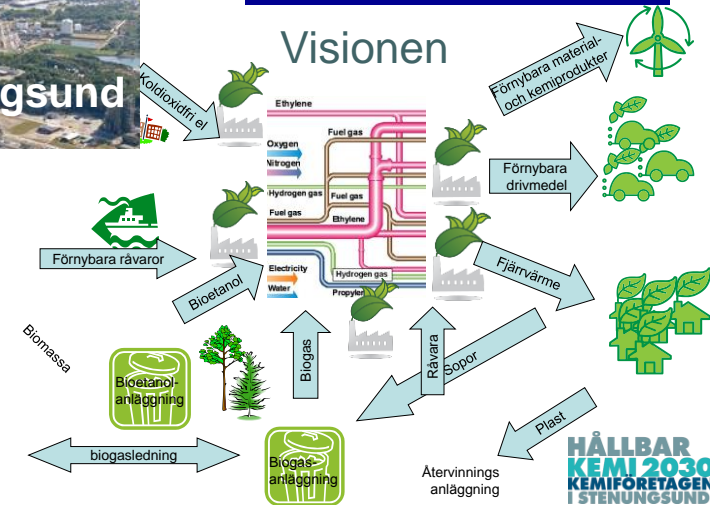 Visionen
gsund
Koldioxidfri el
Förnybara material-
och kemiprodukter
Ethylene
Fuel gas
Oxygen
Nitrogen
Hydrogen gas
Fuel gas
Fuel gas
Ethylene
Electricity
Water
Hydrogen gas
Propylen
Förnybara
drivmedel
Förnybara råvaror
Bioetanol
Fjärrvärme
Biomassa
Bioetanol-
anläggning
Biogas
Råvara
Sopor
biogasledning
Biogas-
anläggning
Återvinnings
anläggning
Plast
HÅLLBAR
KEMI 2030
KEMIFÖRETAGEN
I STENUNGSUND